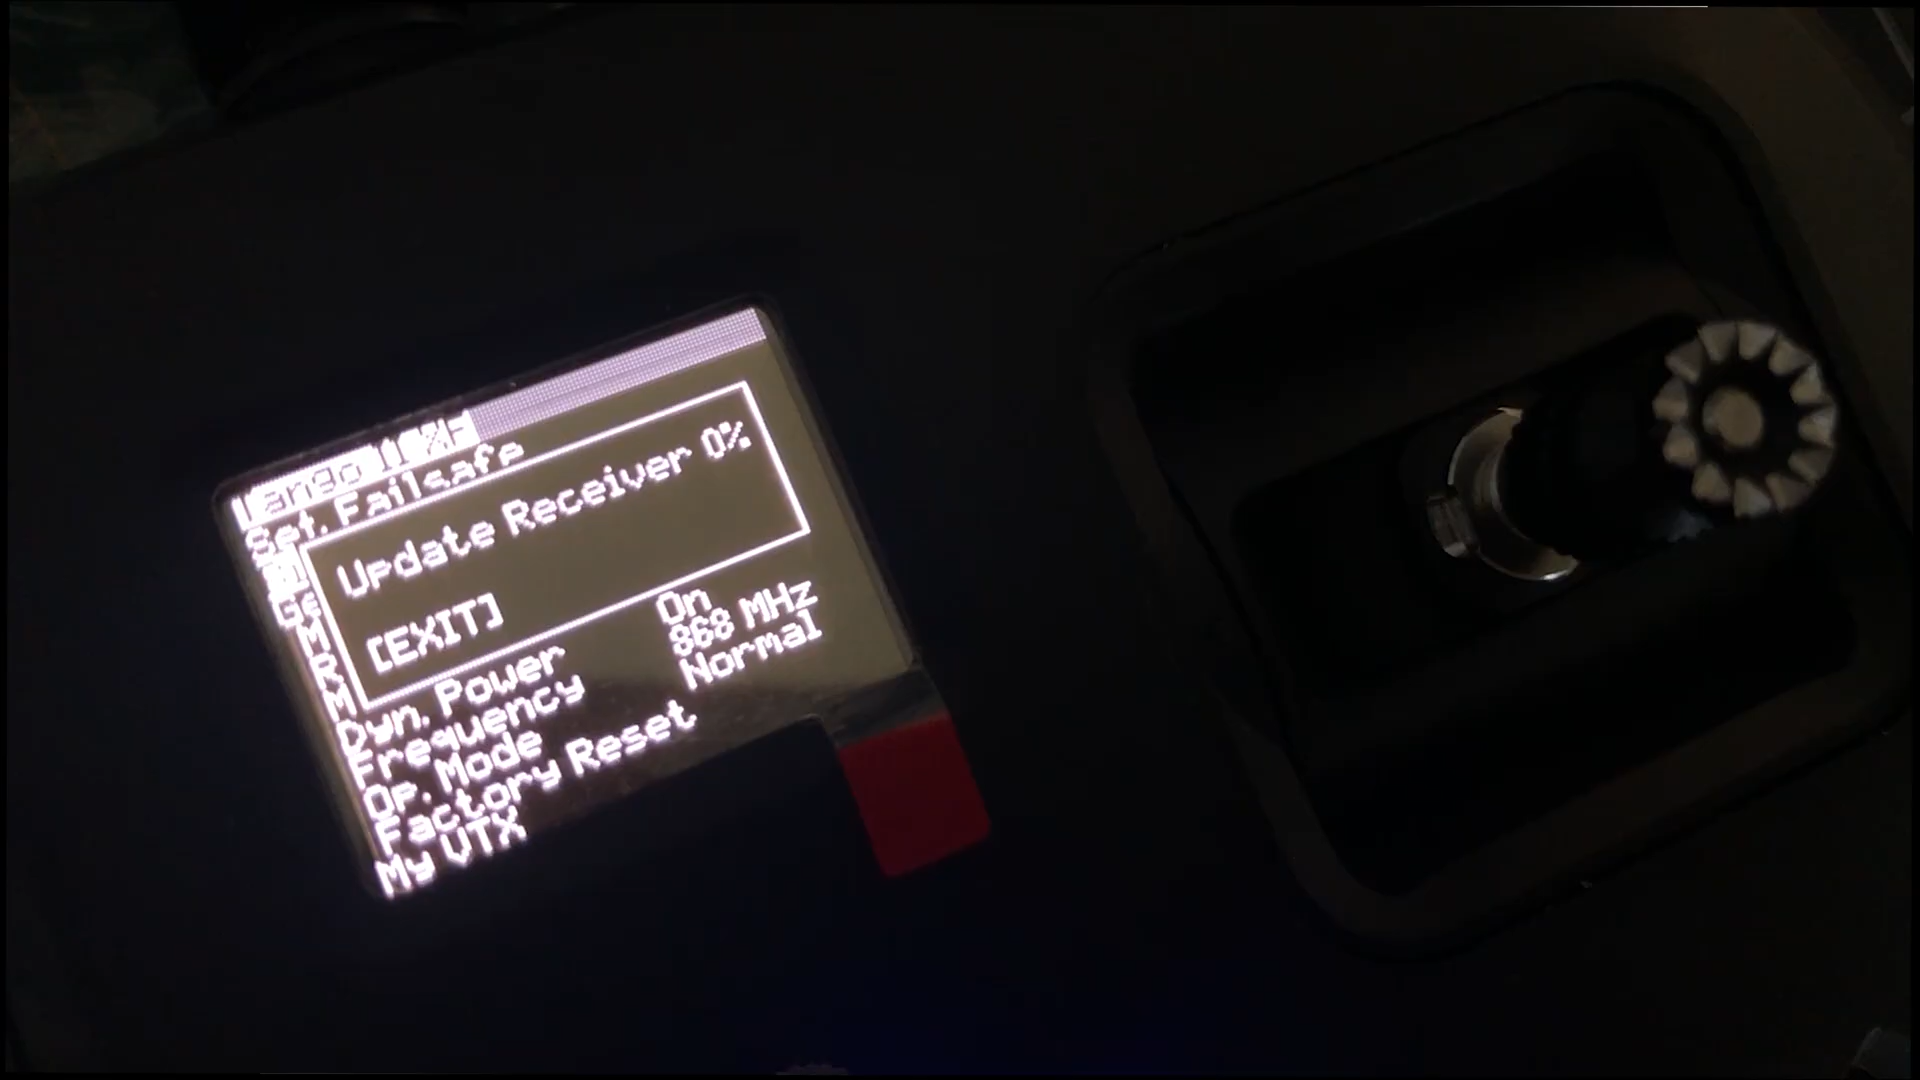 Set. Failsafe
Update Receiver 0%
[EXIT]
Ge
M
R
M
Dyn. Power On
Frequency 868 MHz
Op. Mode Normal
Factory Reset
My VTX